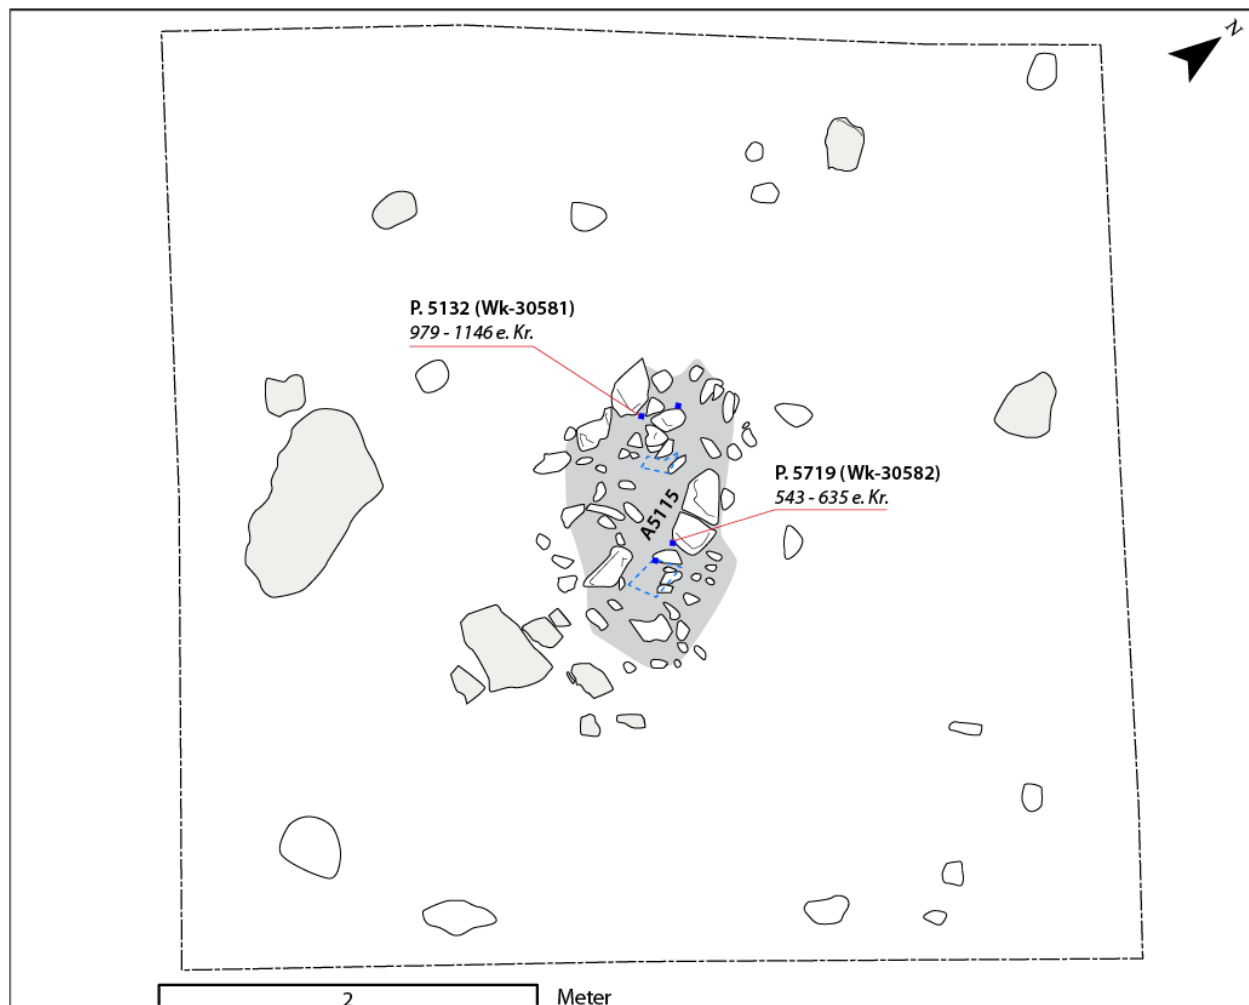 N
P. 5132 (Wk-30581)
979 - 1146 e. Kr.
P. 5719 (Wk-30582)
543 - 635 e. Kr.
A5115
2 Meter